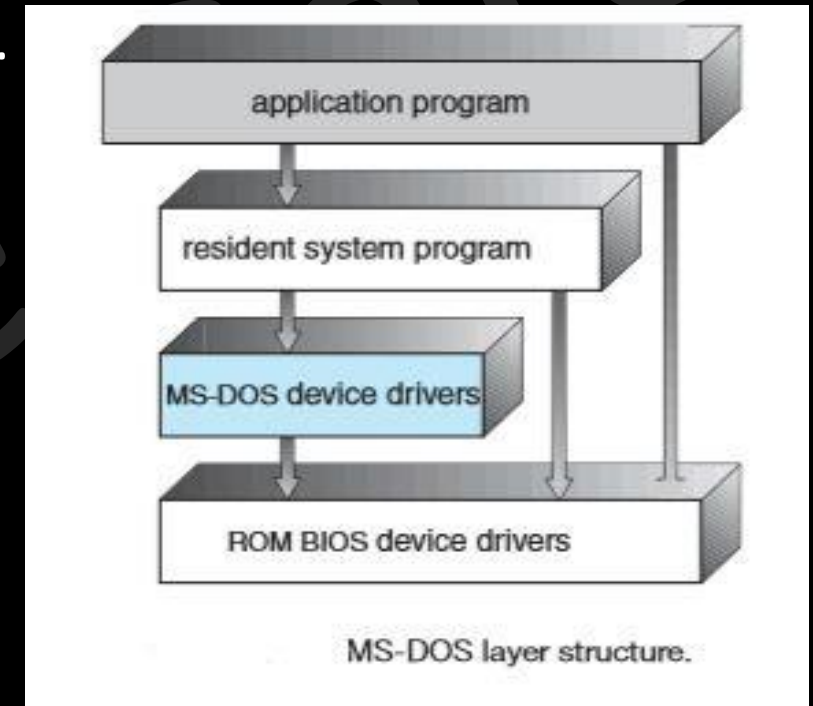 application program
resident system program
MS-DOS device drivers
ROM BIOS device drivers
MS-DOS layer structure.